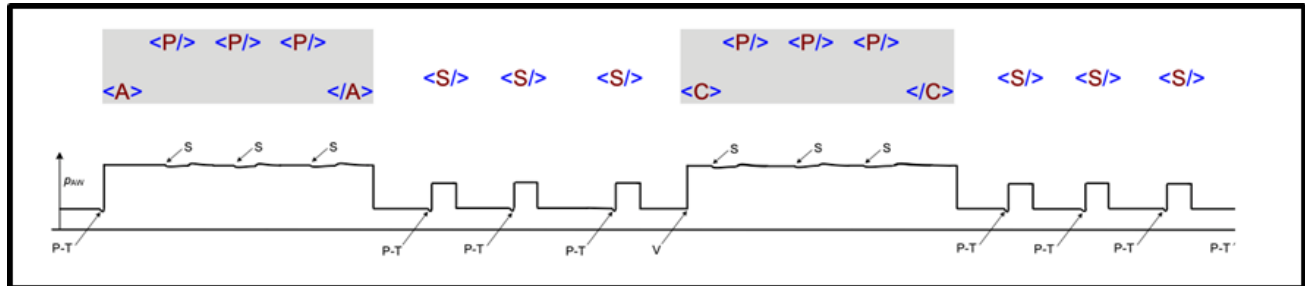 <P/> <P/> <P/> <P/> <P/> <P/>
<S/> <S/> <S/> <S/> <S/> <S/>
<A> </A> <C> </C>
S S S S S S
PAW
P-T P-T P-T P-T V P-T P-T P-T P-T